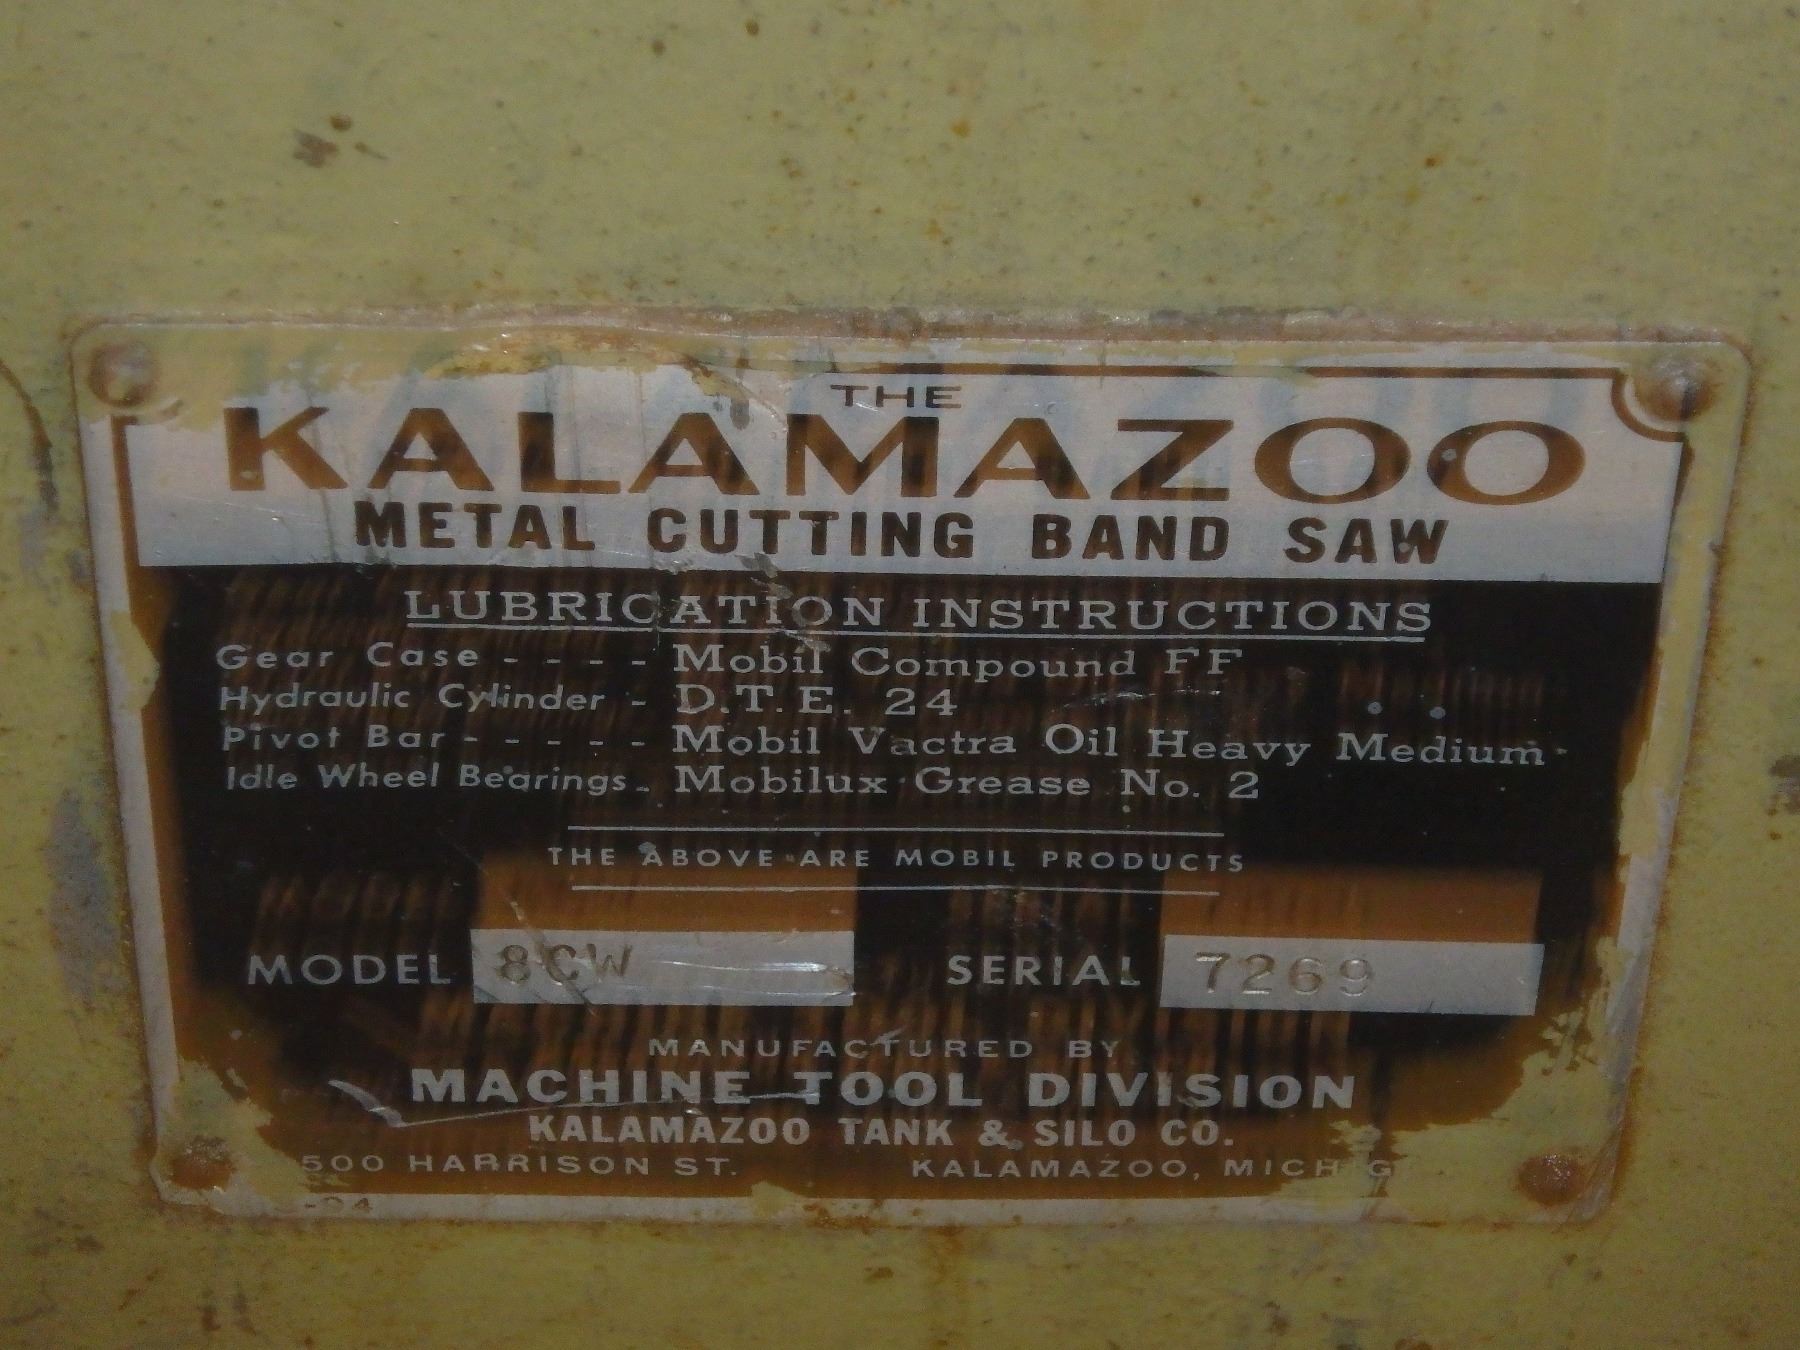 THE
KALAMAZOO
METAL CUTTING BAND SAW
LUBRICATION INSTRUCTIONS
Gear Case - - - - Mobil Compound FF
Hydraulic Cylinder - D.T.E. 24
Pivot Bar - - - - - Mobil Vactra Oil Heavy Medium
Idle Wheel Bearings - Mobilux Grease No. 2
THE ABOVE ARE MOBIL PRODUCTS
MODEL 8CW SERIAL 7269
MANUFACTURED BY
MACHINE TOOL DIVISION
KALAMAZOO TANK & SILO CO.
500 HARRISON ST. KALAMAZOO,